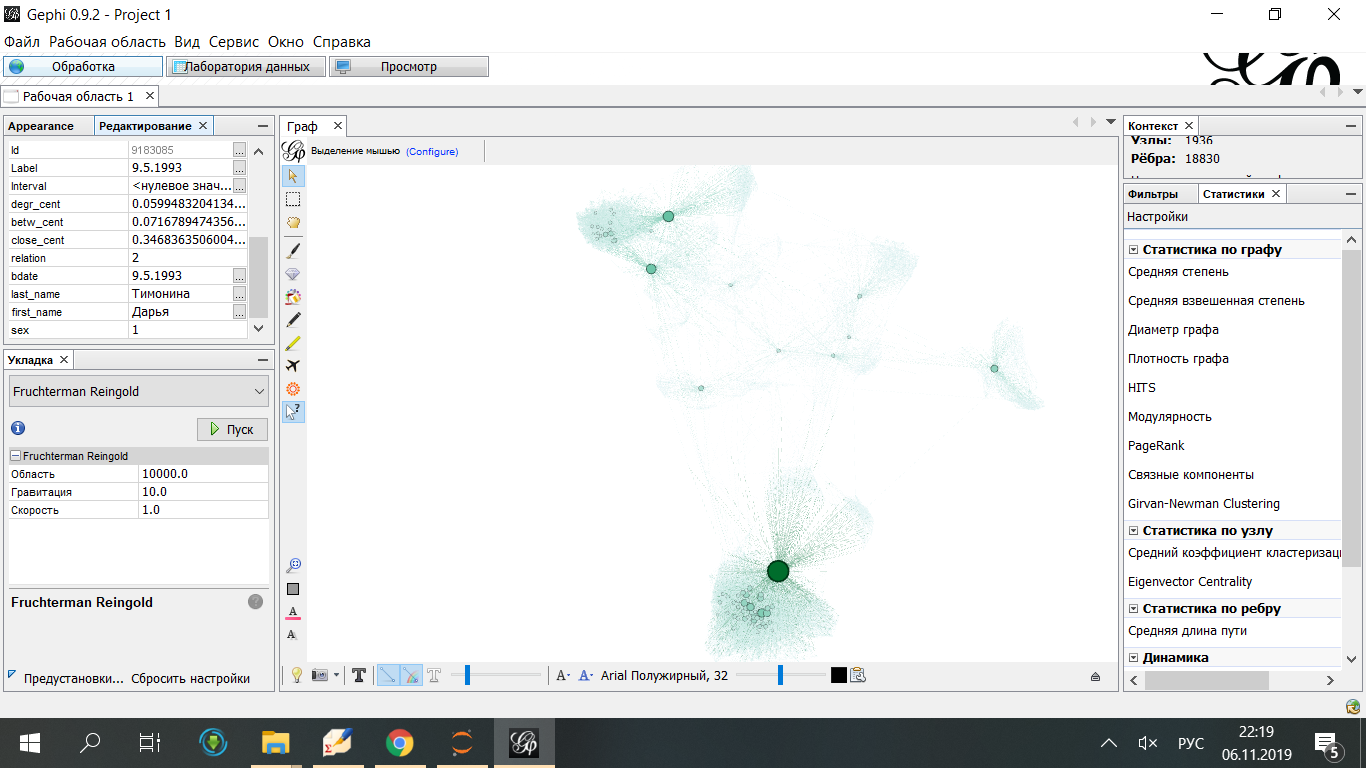 Gephi 0.9.2 - Project 1
Файл Рабочая область Вид Сервис Окно Справка
Обработка Лаборатория данных Просмотр
Рабочая область 1
Appearance Редактирование
Id 9183085 ...
Label 9.5.1993 ...
Interval <нулевое знач... ...
degr_cent 0.0599483204134...
betw_cent 0.0716789474356...
close_cent 0.3468363506004...
relation 2
bdate 9.5.1993 ...
last_name Тимонина ...
first_name Дарья ...
sex 1
Укладка
Fruchterman Reingold
Пуск
Fruchterman Reingold
Область 10000.0
Гравитация 10.0
Скорость 1.0
Fruchterman Reingold
Предустановки... Сбросить настройки
Граф
Выделение мышью (Configure)
Arial Полужирный, 32
Контекст
Узлы: 1936
Рёбра: 18830
Фильтры Статистики
Настройки
Статистика по графу
Средняя степень
Средняя взвешенная степень
Диаметр графа
Плотность графа
HITS
Модулярность
PageRank
Связные компоненты
Girvan-Newman Clustering
Статистика по узлу
Средний коэффициент кластеризац
Eigenvector Centrality
Статистика по ребру
Средняя длина пути
Динамика
РУС
22:19
06.11.2019
5